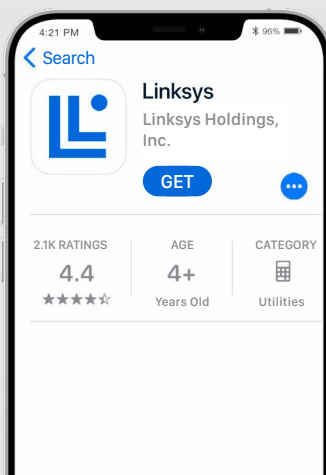 4:21 PM
96%
Search
Linksys
Linksys Holdings,
Inc.
GET
2.1K RATINGS
AGE
CATEGORY
4.4
4+
Years Old
Utilities